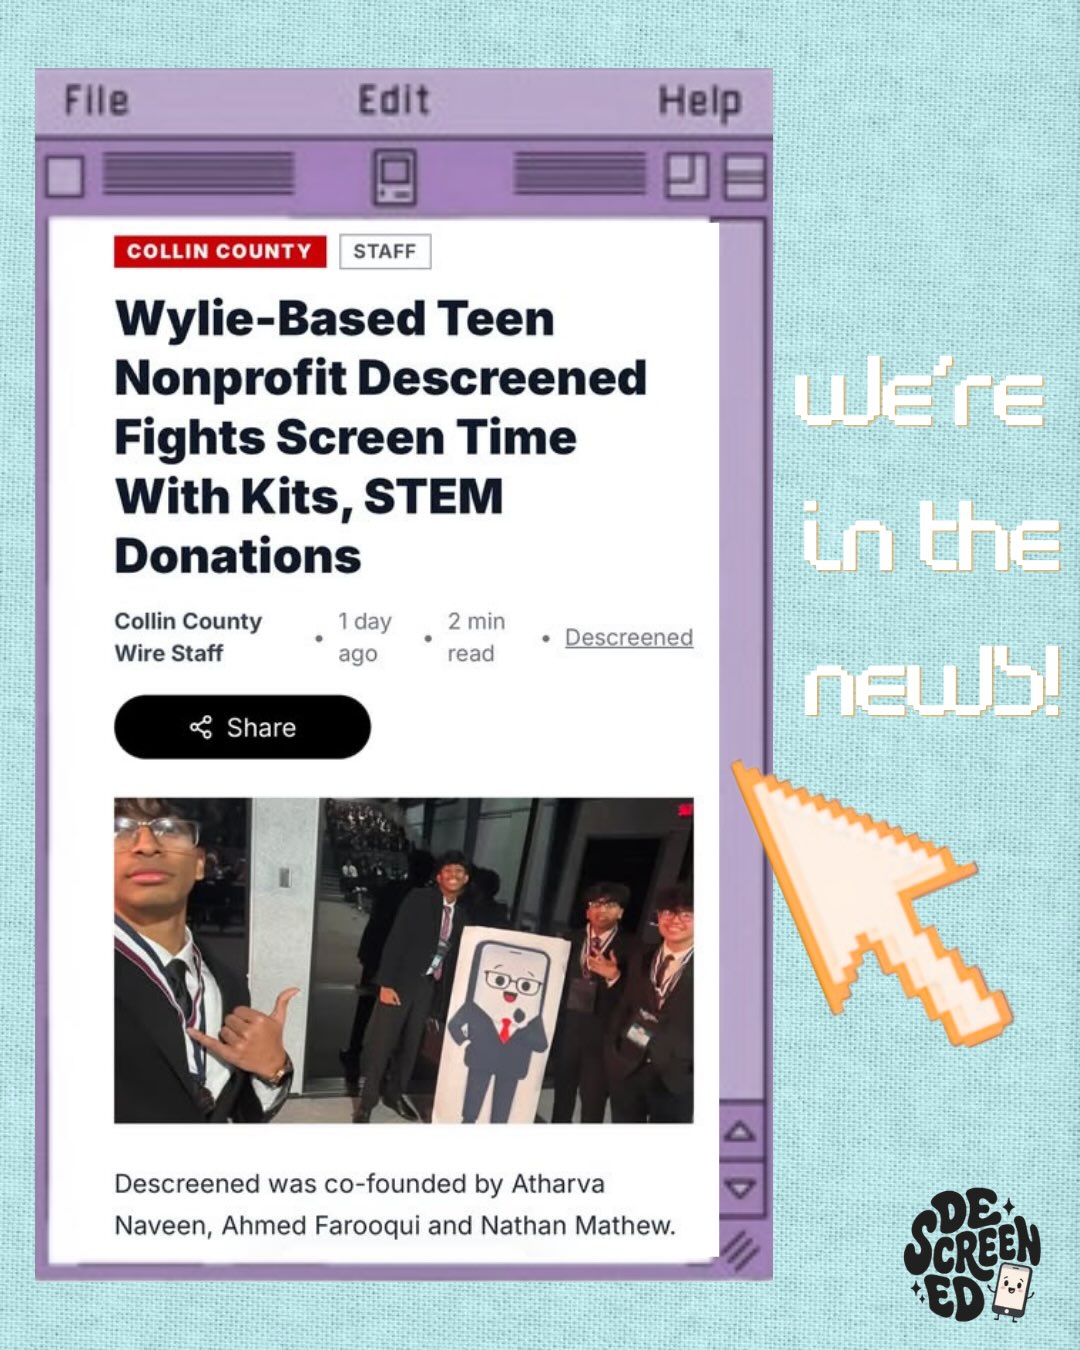 File Edit Help
COLLIN COUNTY STAFF
Wylie-Based Teen
Nonprofit Descreened
Fights Screen Time
With Kits, STEM
Donations
Collin County
Wire Staff
• 1 day
ago
• 2 min
read
• Descreened
Share
Descreened was co-founded by Atharva
Naveen, Ahmed Farooqui and Nathan Mathew.
we're
in the
news!
DE
SCREEN
ED